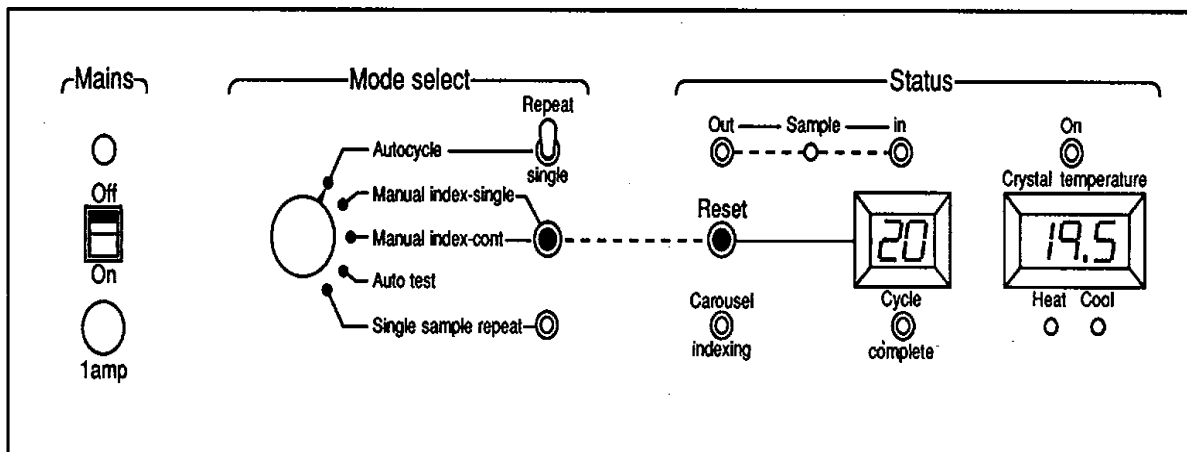 Mains
Off
On
1amp
Mode select
Repeat
Autocycle
single
Manual index-single
Manual index-cont
Auto test
Single sample repeat
Status
Out Sample in
On
Crystal temperature
Reset
20
19.5
Carousel
indexing
Cycle
complete
Heat Cool